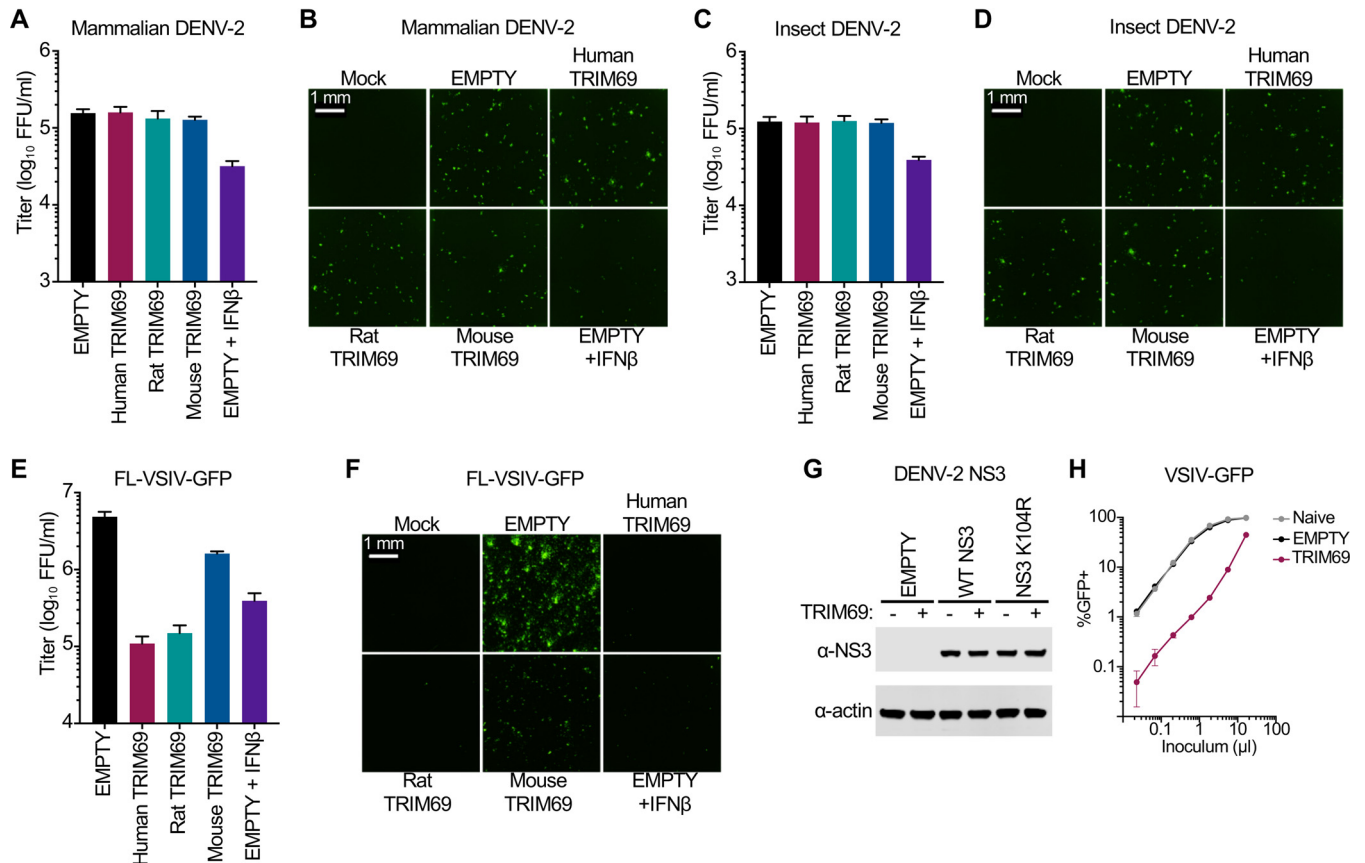 A
Mammalian DENV-2
Titer (log10 FFU/ml)
6
5
4
3
EMPTY
Human TRIM69
Rat TRIM69
Mouse TRIM69
EMPTY + IFNβ
B
Mammalian DENV-2
Mock
EMPTY
Human
TRIM69
1 mm
Rat
TRIM69
Mouse
TRIM69
EMPTY
+IFNβ
C
Insect DENV-2
Titer (log10 FFU/ml)
6
5
4
3
EMPTY
Human TRIM69
Rat TRIM69
Mouse TRIM69
EMPTY + IFNβ
D
Insect DENV-2
Mock
EMPTY
Human
TRIM69
1 mm
Rat
TRIM69
Mouse
TRIM69
EMPTY
+IFNβ
E
FL-VSIV-GFP
Titer (log10 FFU/ml)
7
6
5
4
EMPTY
Human TRIM69
Rat TRIM69
Mouse TRIM69
EMPTY + IFNβ
F
FL-VSIV-GFP
Mock
EMPTY
Human
TRIM69
1 mm
Rat
TRIM69
Mouse
TRIM69
EMPTY
+IFNβ
G
DENV-2 NS3
EMPTY
WT NS3
NS3 K104R
TRIM69: - + - + - +
α-NS3
α-actin
H
VSIV-GFP
%GFP+
100
10
1
0.1
0.1 1 10 100
Inoculum (µl)
Naive
EMPTY
TRIM69